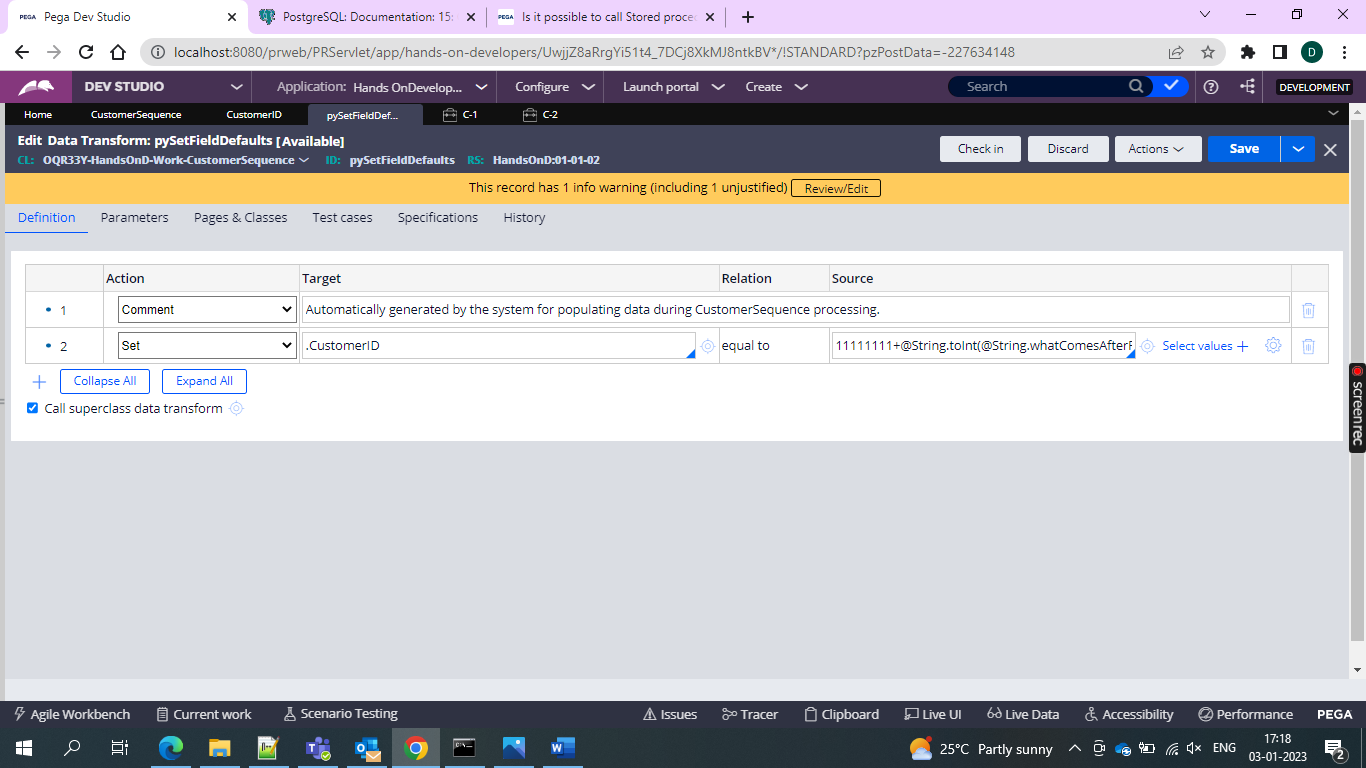 PEGA Pega Dev Studio
PostgreSQL: Documentation: 15:
PEGA Is it possible to call Stored proce
localhost:8080/prweb/PRServlet/app/hands-on-developers/UwjjZ8aRrgYi51t4_7DCj8XkMJ8ntkBV*/!STANDARD?pzPostData=-227634148
D
DEV STUDIO
Application: Hands OnDevelop...
Configure
Launch portal
Create
Search
DEVELOPMENT
Home
CustomerSequence
CustomerID
pySetFieldDef...
C-1
C-2
Edit Data Transform: pySetFieldDefaults [Available]
CL: OQR33Y-HandsOnD-Work-CustomerSequence ID: pySetFieldDefaults RS: HandsOnD:01-01-02
Check in
Discard
Actions
Save
This record has 1 info warning (including 1 unjustified) Review/Edit
Definition
Parameters
Pages & Classes
Test cases
Specifications
History
Action Target Relation Source
1 Comment Automatically generated by the system for populating data during CustomerSequence processing.
2 Set .CustomerID equal to 11111111+@String.toInt(@String.whatComesAfterF Select values
Collapse All
Expand All
Call superclass data transform
screenrec
Agile Workbench
Current work
Scenario Testing
Issues
Tracer
Clipboard
Live UI
Live Data
Accessibility
Performance
PEGA
25°C Partly sunny
ENG
17:18
03-01-2023
2